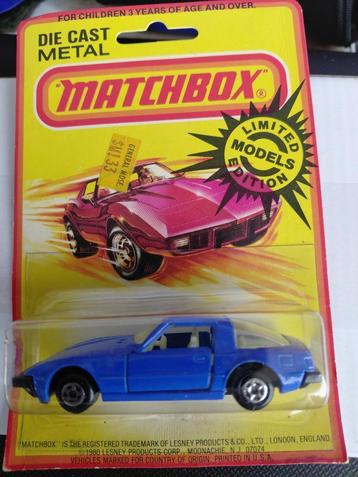 FOR CHILDREN 3 YEARS OF AGE AND OVER.
DIE CAST
METAL
MATCHBOX®
LIMITED
MODELS
EDITION
"MATCHBOX" IS THE REGISTERED TRADEMARK OF LESNEY PRODUCTS & CO., LTD., LONDON, ENGLAND
©1980 LESNEY PRODUCTS CORP., MOONACHIE, N.J. 07074
VEHICLES MARKED FOR COUNTRY OF ORIGIN. PRINTED IN U.S.A.